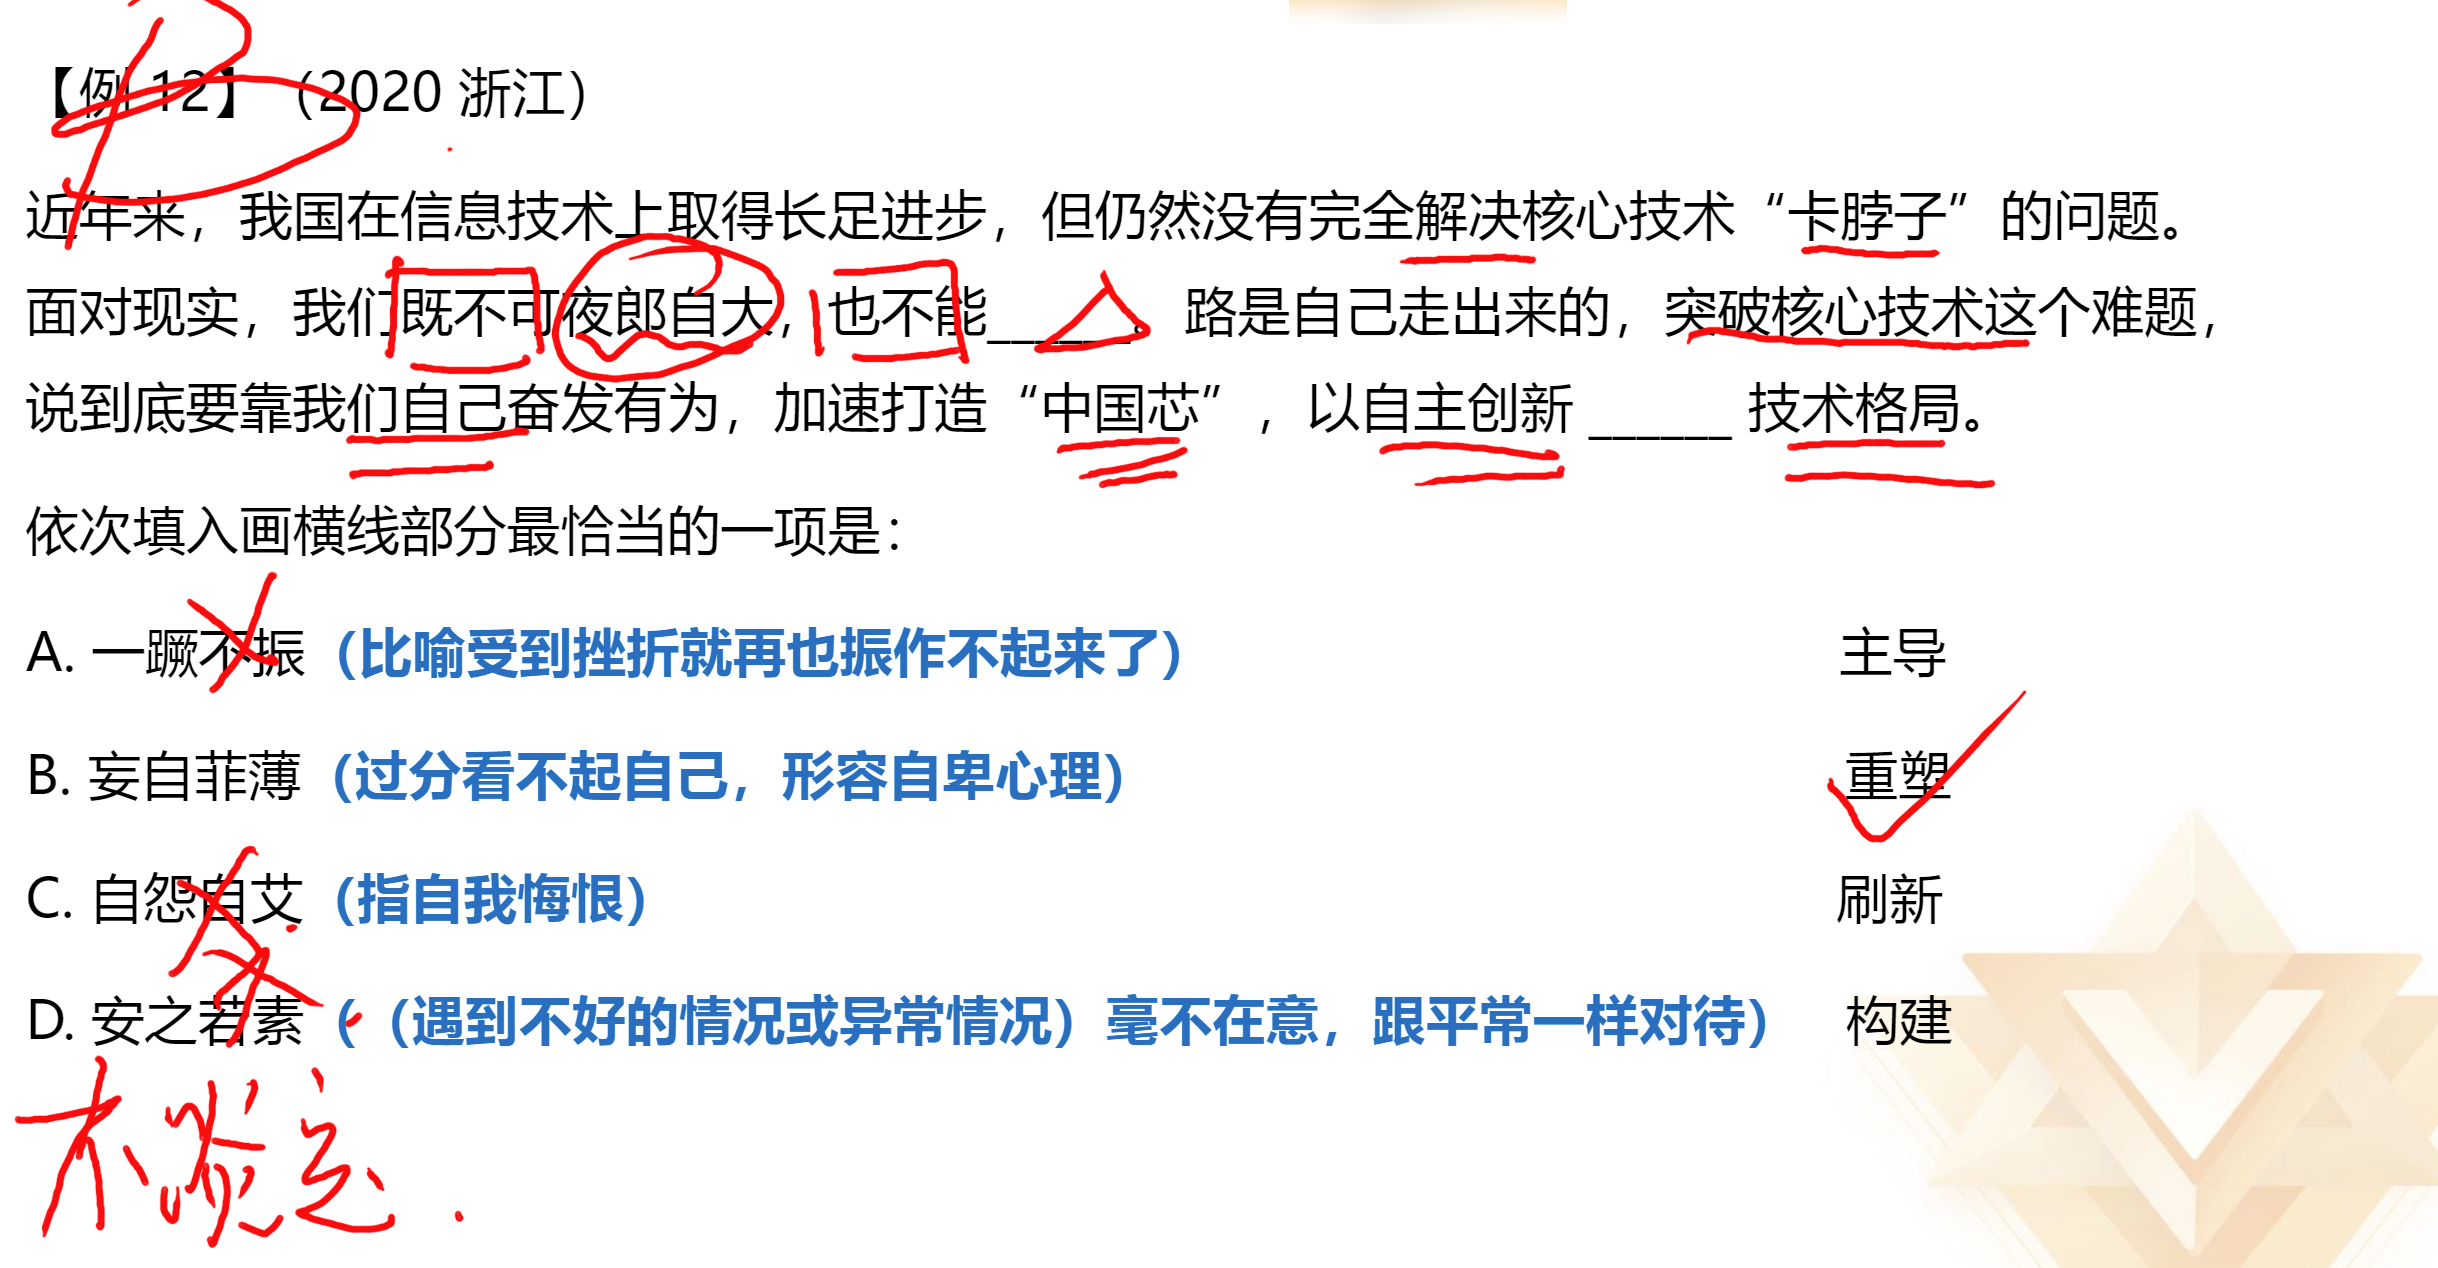 【例 12】（2020 浙江）
近年来，我国在信息技术上取得长足进步，但仍然没有完全解决核心技术“卡脖子”的问题。
面对现实，我们既不可夜郎自大，也不能______。路是自己走出来的，突破核心技术这个难题，
说到底要靠我们自己奋发有为，加速打造“中国芯”，以自主创新 ______ 技术格局。
依次填入画横线部分最恰当的一项是：
A. 一蹶不振（比喻受到挫折就再也振作不起来了） 主导
B. 妄自菲薄（过分看不起自己，形容自卑心理） 重塑
C. 自怨自艾（指自我悔恨） 刷新
D. 安之若素（（遇到不好的情况或异常情况）毫不在意，跟平常一样对待） 构建